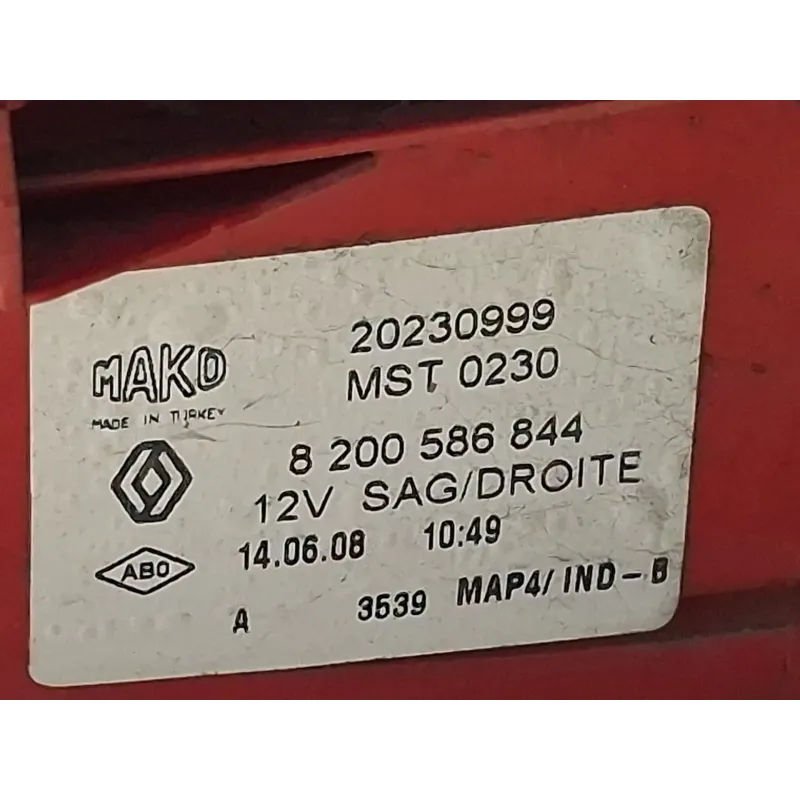 MAKO
MADE IN TURKEY
20230999
MST 0230
8 200 586 844
12V SAG/DROITE
14.06.08 10:49
ABO
A 3539 MAP4/IND-B